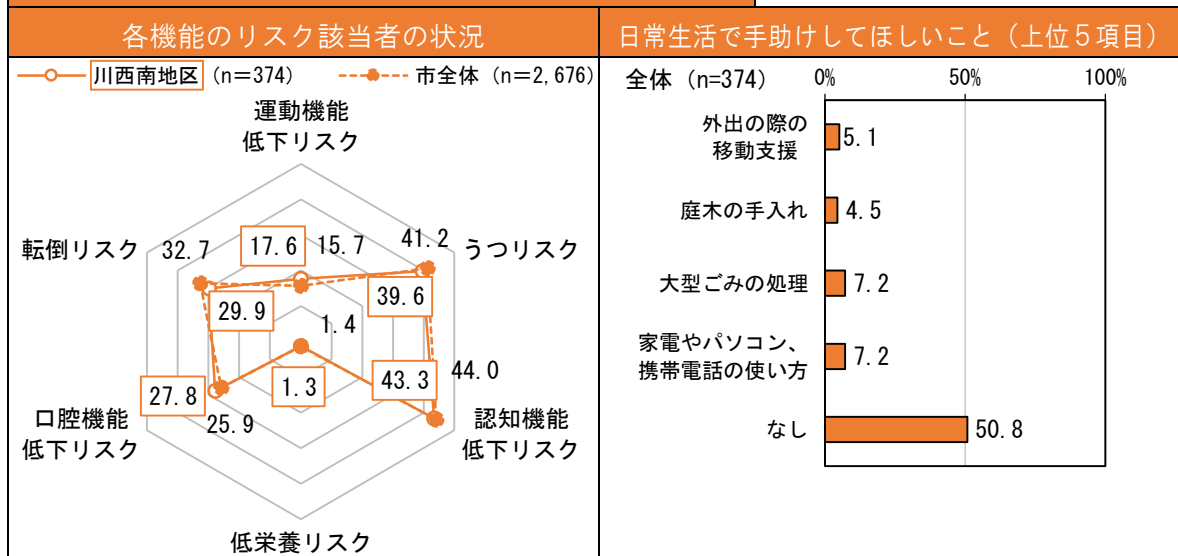 各機能のリスク該当者の状況
川西南地区 (n=374) 市全体 (n=2,676)
運動機能
低下リスク
転倒リスク
32.7
17.6
15.7
41.2
うつリスク
29.9
39.6
1.4
27.8
1.3
43.3
44.0
口腔機能
低下リスク
25.9
認知機能
低下リスク
低栄養リスク
日常生活で手助けしてほしいこと（上位５項目）
全体 (n=374)
0% 50% 100%
外出の際の
移動支援
5.1
庭木の手入れ
4.5
大型ごみの処理
7.2
家電やパソコン、
携帯電話の使い方
7.2
なし
50.8